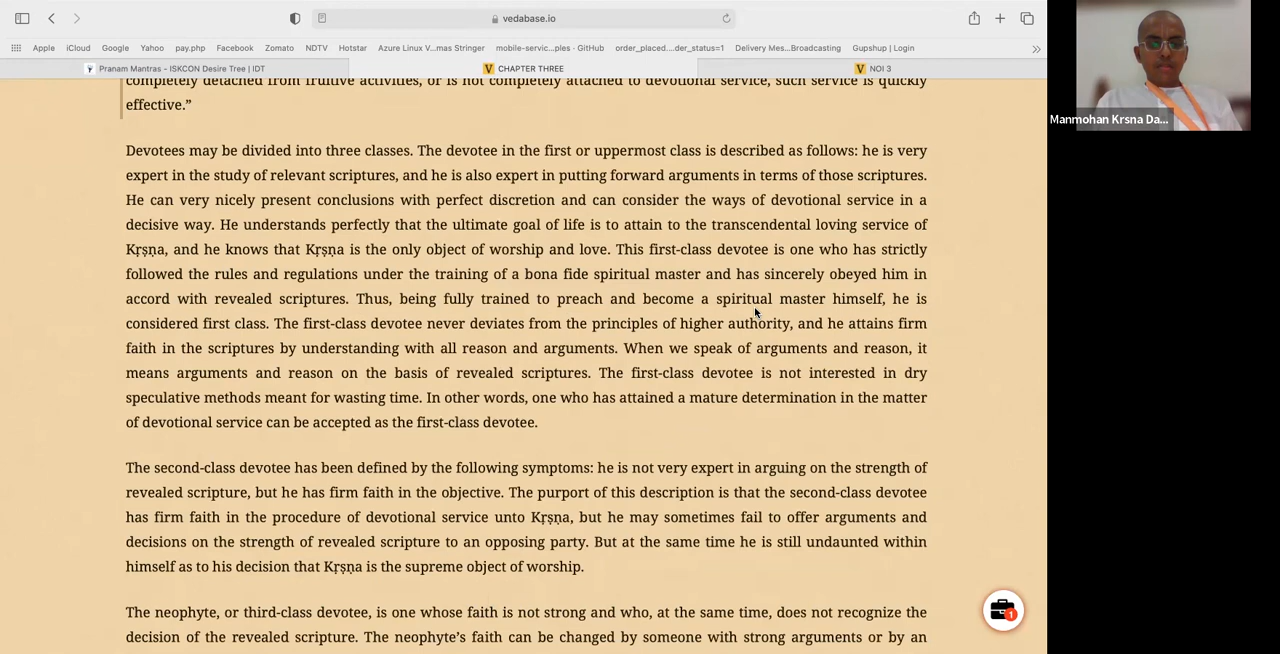 vedabase.io
Apple iCloud Google Yahoo pay.php Facebook Zomato NDTV Hotstar Azure Linux V...mas Stringer mobile-servic...ples · GitHub order_placed....der_status=1 Delivery Mes...Broadcasting Gupshup | Login
Pranam Mantras - ISKCON Desire Tree | IDT
CHAPTER THREE
NOI 3
Manmohan Krsna Da...
completely detached from fruitive activities, or is not completely attached to devotional service, such service is quickly
effective.”
Devotees may be divided into three classes. The devotee in the first or uppermost class is described as follows: he is very
expert in the study of relevant scriptures, and he is also expert in putting forward arguments in terms of those scriptures.
He can very nicely present conclusions with perfect discretion and can consider the ways of devotional service in a
decisive way. He understands perfectly that the ultimate goal of life is to attain to the transcendental loving service of
Kṛṣṇa, and he knows that Kṛṣṇa is the only object of worship and love. This first-class devotee is one who has strictly
followed the rules and regulations under the training of a bona fide spiritual master and has sincerely obeyed him in
accord with revealed scriptures. Thus, being fully trained to preach and become a spiritual master himself, he is
considered first class. The first-class devotee never deviates from the principles of higher authority, and he attains firm
faith in the scriptures by understanding with all reason and arguments. When we speak of arguments and reason, it
means arguments and reason on the basis of revealed scriptures. The first-class devotee is not interested in dry
speculative methods meant for wasting time. In other words, one who has attained a mature determination in the matter
of devotional service can be accepted as the first-class devotee.
The second-class devotee has been defined by the following symptoms: he is not very expert in arguing on the strength of
revealed scripture, but he has firm faith in the objective. The purport of this description is that the second-class devotee
has firm faith in the procedure of devotional service unto Kṛṣṇa, but he may sometimes fail to offer arguments and
decisions on the strength of revealed scripture to an opposing party. But at the same time he is still undaunted within
himself as to his decision that Kṛṣṇa is the supreme object of worship.
The neophyte, or third-class devotee, is one whose faith is not strong and who, at the same time, does not recognize the
decision of the revealed scripture. The neophyte’s faith can be changed by someone with strong arguments or by an
1